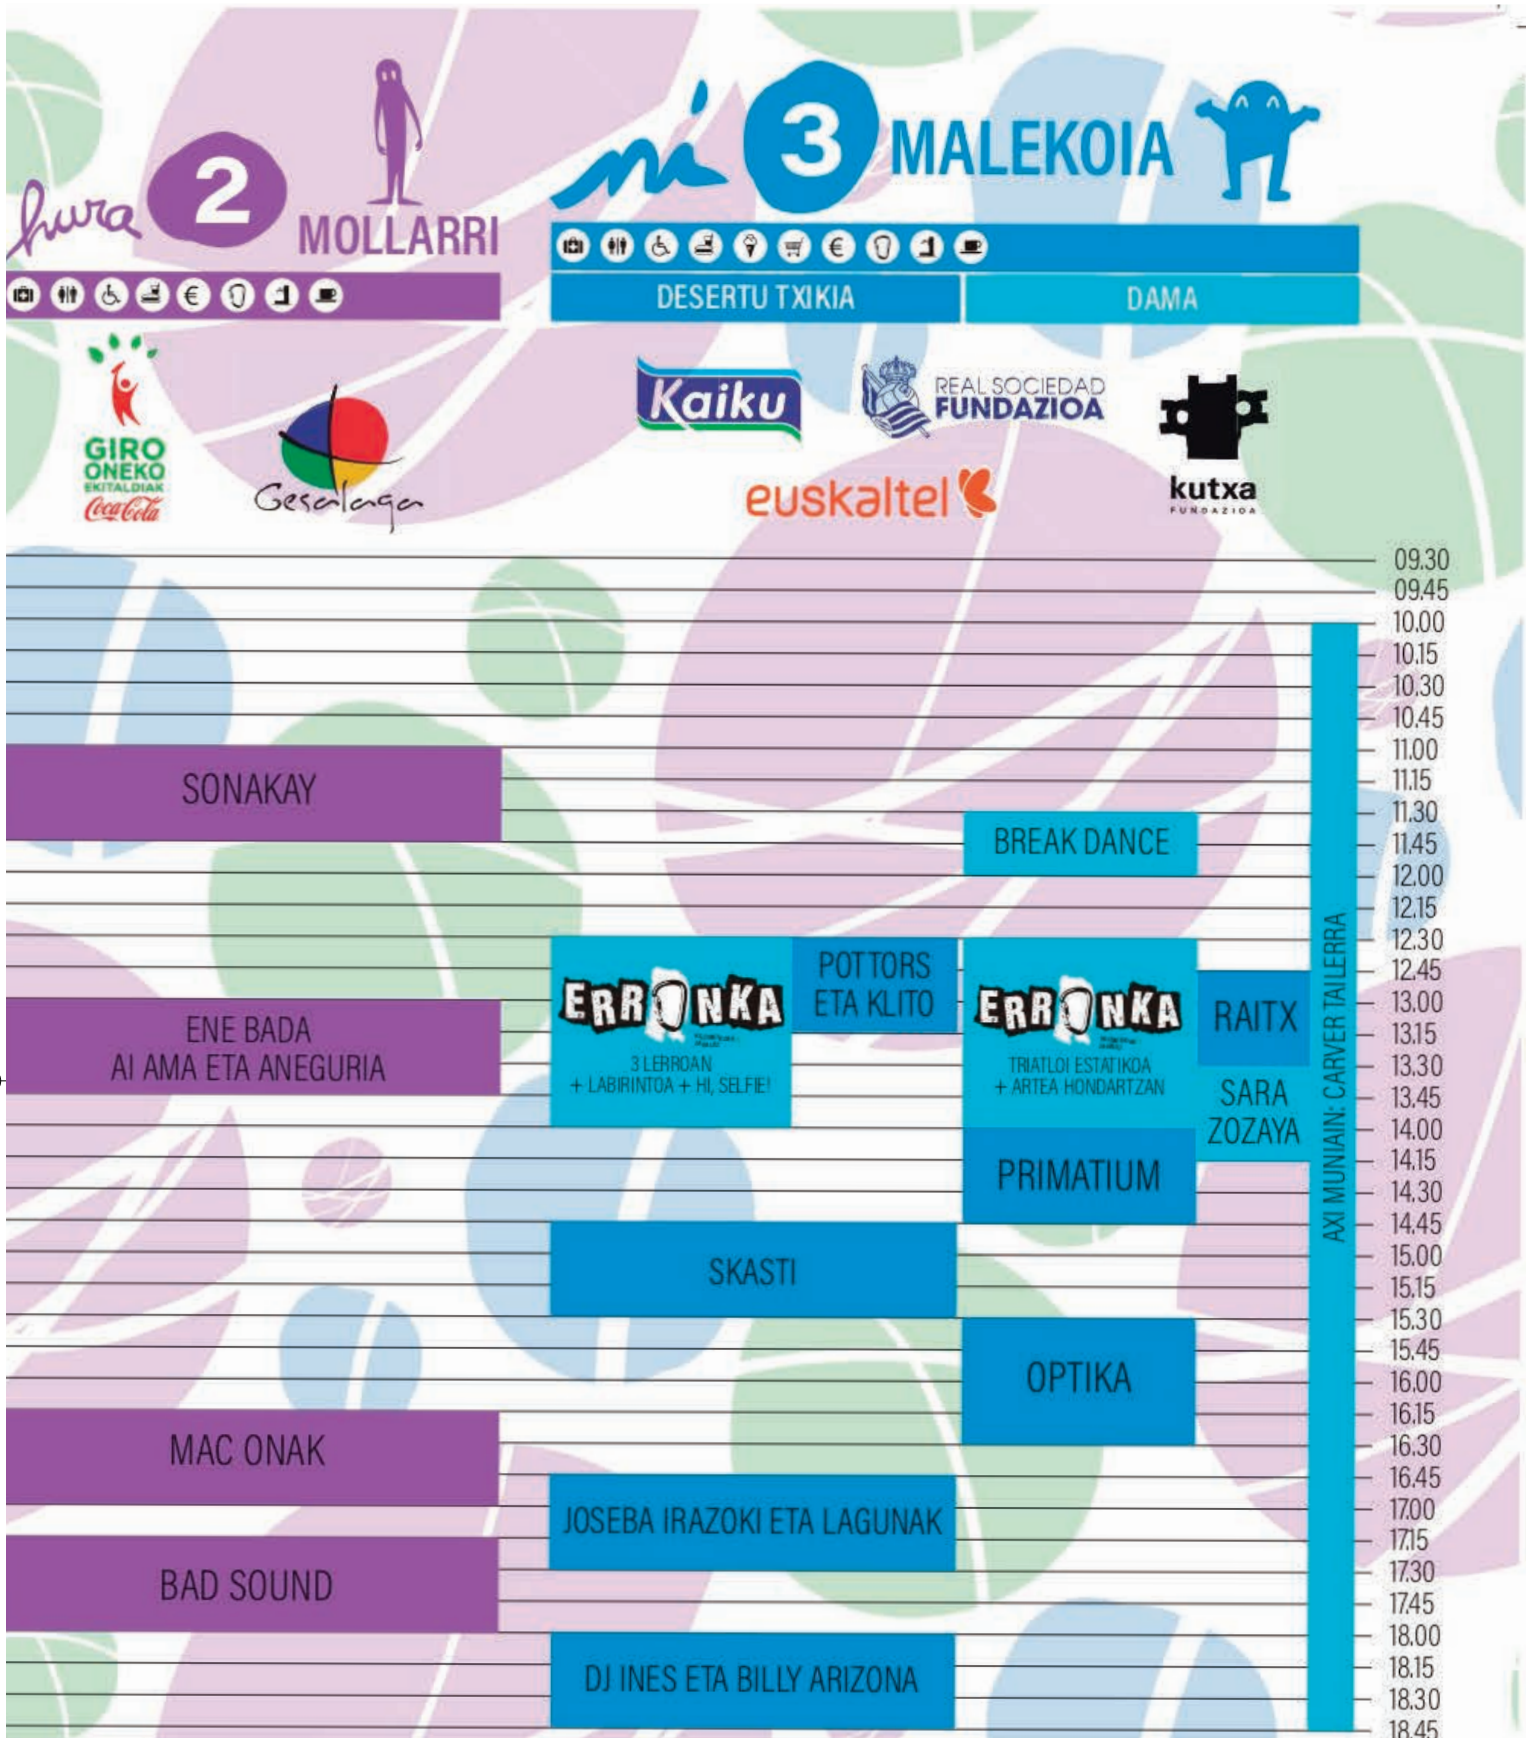 hura 2 MOLLARRI
ni 3 MALEKOIA
€
€
DESERTU TXIKIA
DAMA
GIRO
ONEKO
EKITALDIAK
Coca-Cola
Gesalaga
Kaiku
REAL SOCIEDAD
FUNDAZIOA
euskaltel
kutxa
FUNDAZIOA
09.30
09.45
10.00
10.15
10.30
10.45
11.00
11.15
11.30
11.45
12.00
12.15
12.30
12.45
13.00
13.15
13.30
13.45
14.00
14.15
14.30
14.45
15.00
15.15
15.30
15.45
16.00
16.15
16.30
16.45
17.00
17.15
17.30
17.45
18.00
18.15
18.30
18.45
SONAKAY
ENE BADA
AI AMA ETA ANEGURIA
MAC ONAK
BAD SOUND
ERRONKA
3 LERROAN
+ LABIRINTOA + HI, SELFIE!
POTTORS
ETA KLITO
SKASTI
JOSEBA IRAZOKI ETA LAGUNAK
DJ INES ETA BILLY ARIZONA
BREAK DANCE
ERRONKA
TRIATLOI ESTATIKOA
+ ARTEA HONDARTZAN
RAITX
SARA
ZOZAYA
PRIMATIUM
OPTIKA
AXI MUNIAIN: CARVER TAILERRA